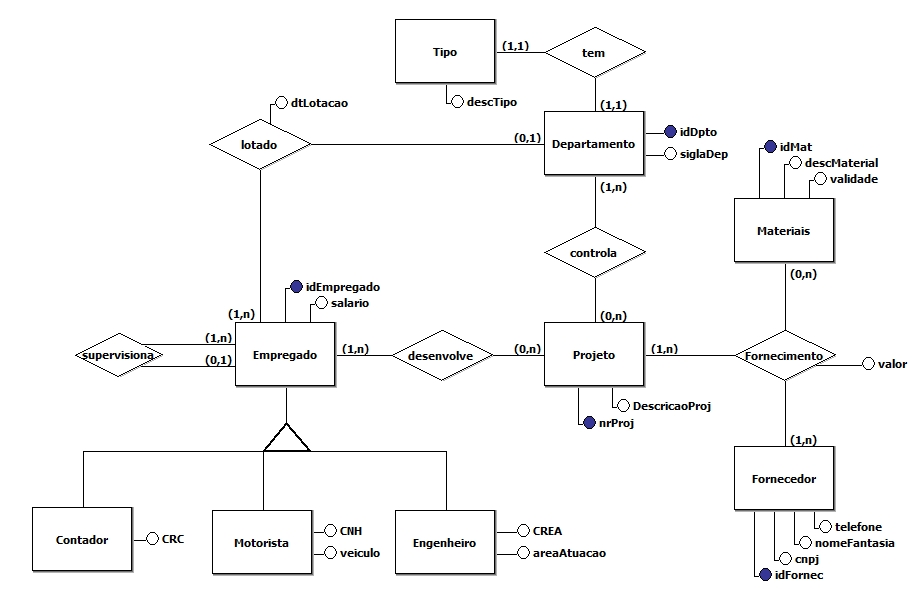 Tipo
(1,1)
tem
descTipo
dtLotacao
(1,1)
lotado
(0,1)
Departamento
idDpto
siglaDep
idMat
descMaterial
validade
(1,n)
Materiais
controla
(0,n)
idEmpregado
salario
(1,n)
(0,n)
supervisiona
(1,n)
(0,1)
Empregado
(1,n)
desenvolve
(0,n)
Projeto
(1,n)
Fornecimento
valor
DescricaoProj
nrProj
(1,n)
Fornecedor
telefone
nomeFantasia
cnpj
idFornec
Contador
CRC
Motorista
CNH
veiculo
Engenheiro
CREA
areaAtuacao